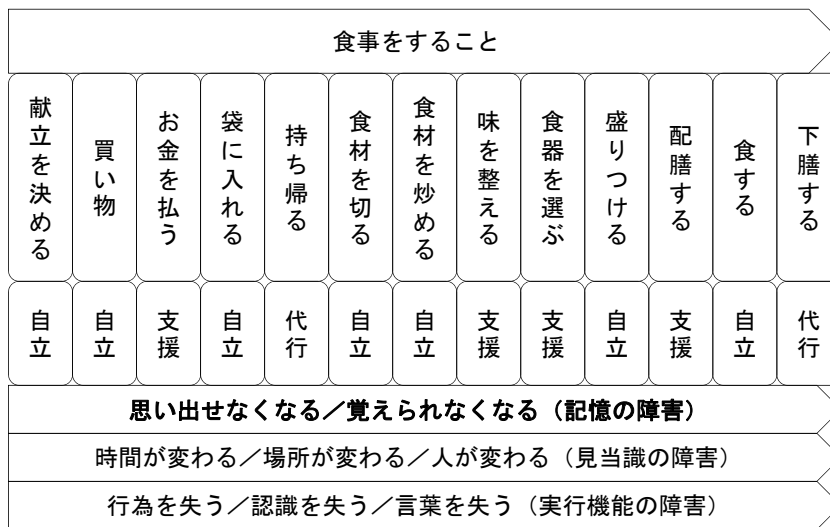 食事をすること
献立を決める
買い物
お金を払う
袋に入れる
持ち帰る
食材を切る
食材を炒める
味を整える
食器を選ぶ
盛りつける
配膳する
食する
下膳する
自立
自立
支援
自立
代行
自立
自立
支援
支援
自立
支援
自立
代行
思い出せなくなる／覚えられなくなる（記憶の障害）
時間が変わる／場所が変わる／人が変わる（見当識の障害）
行為を失う／認識を失う／言葉を失う（実行機能の障害）